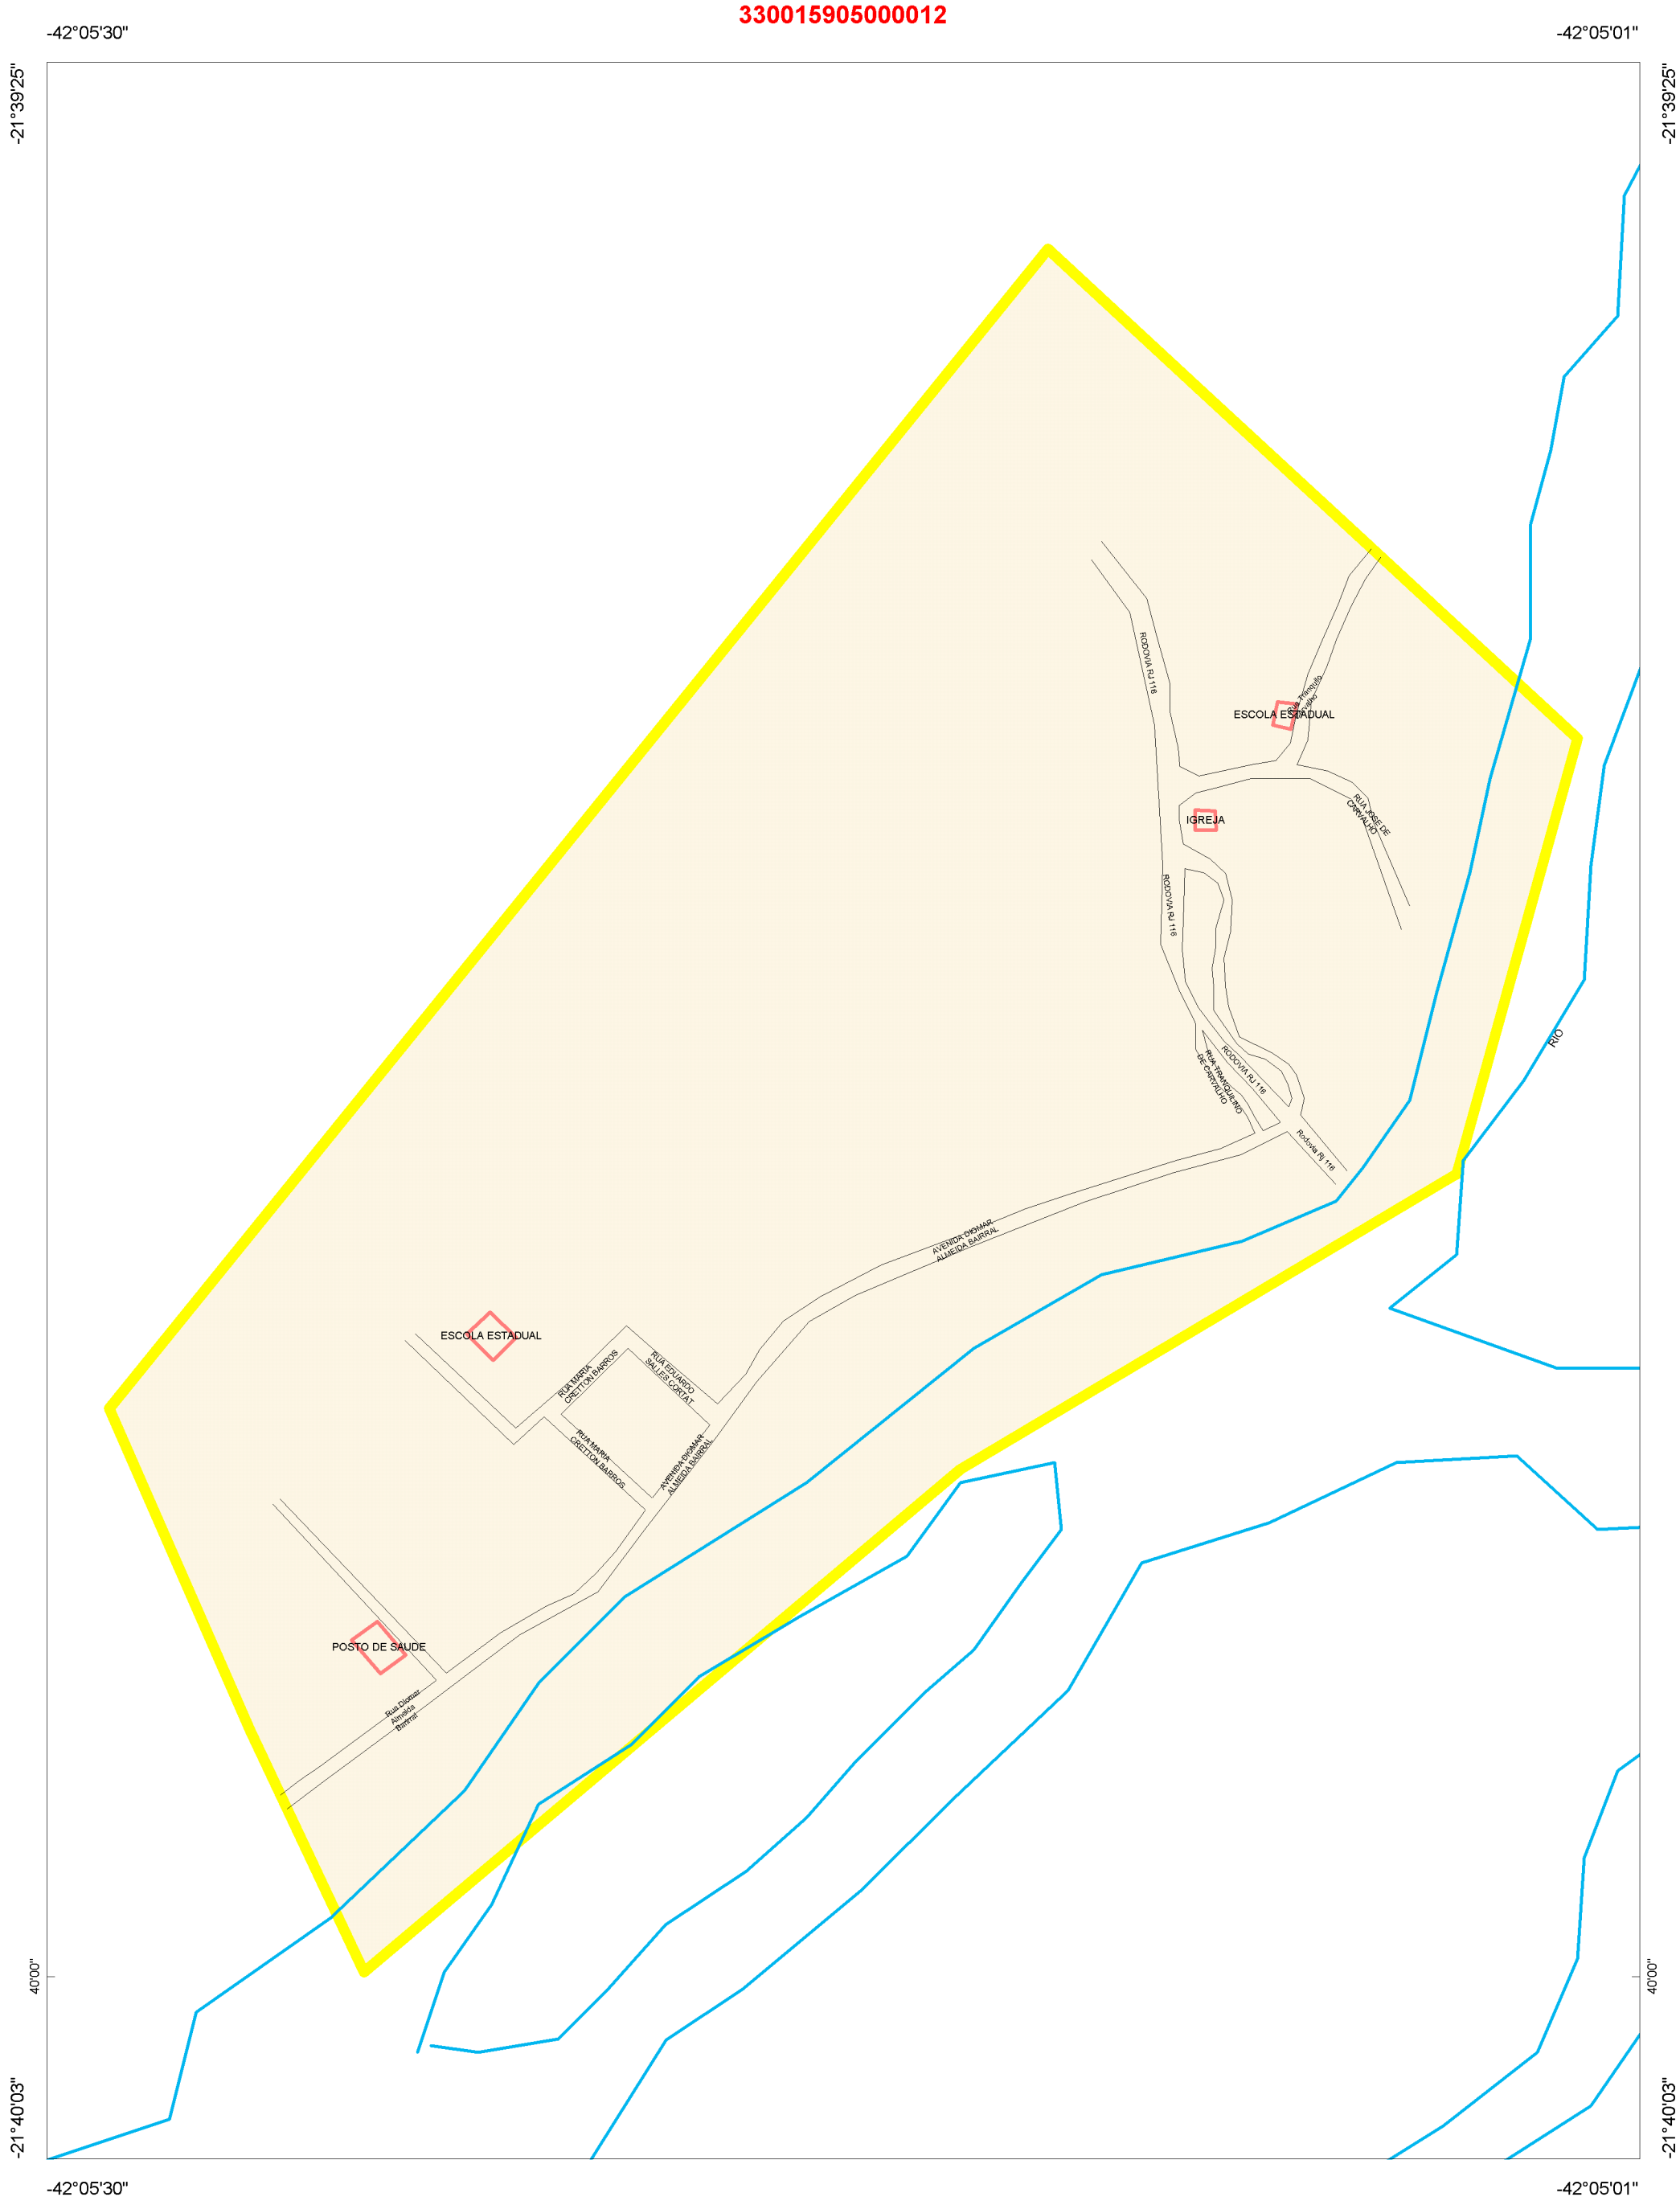 330015905000012
-42°05'30"
-42°05'01"
-21°39'25"
-21°39'25"
RODOVIA RJ 116
Rua Tranquilo
Carvalho
ESCOLA ESTADUAL
IGREJA
RUA JOSE DE
CARVALHO
RODOVIA RJ 116
RIO
RODOVIA RJ 116
RUA TRANQUILINO
DE CARVALHO
Rodovia Rj 116
AVENIDA DIOMAR
ALMEIDA BAIRRAL
ESCOLA ESTADUAL
RUA MARIA
CRETTON BARROS
RUA EDUARDO
SALLES CORTAT
RUA MARIA
CRETTON BARROS
AVENIDA DIOMAR
ALMEIDA BAIRRAL
POSTO DE SAUDE
Rua Diomar
Almeida
40'00"
40'00"
-21°40'03"
-21°40'03"
-42°05'30"
-42°05'01"